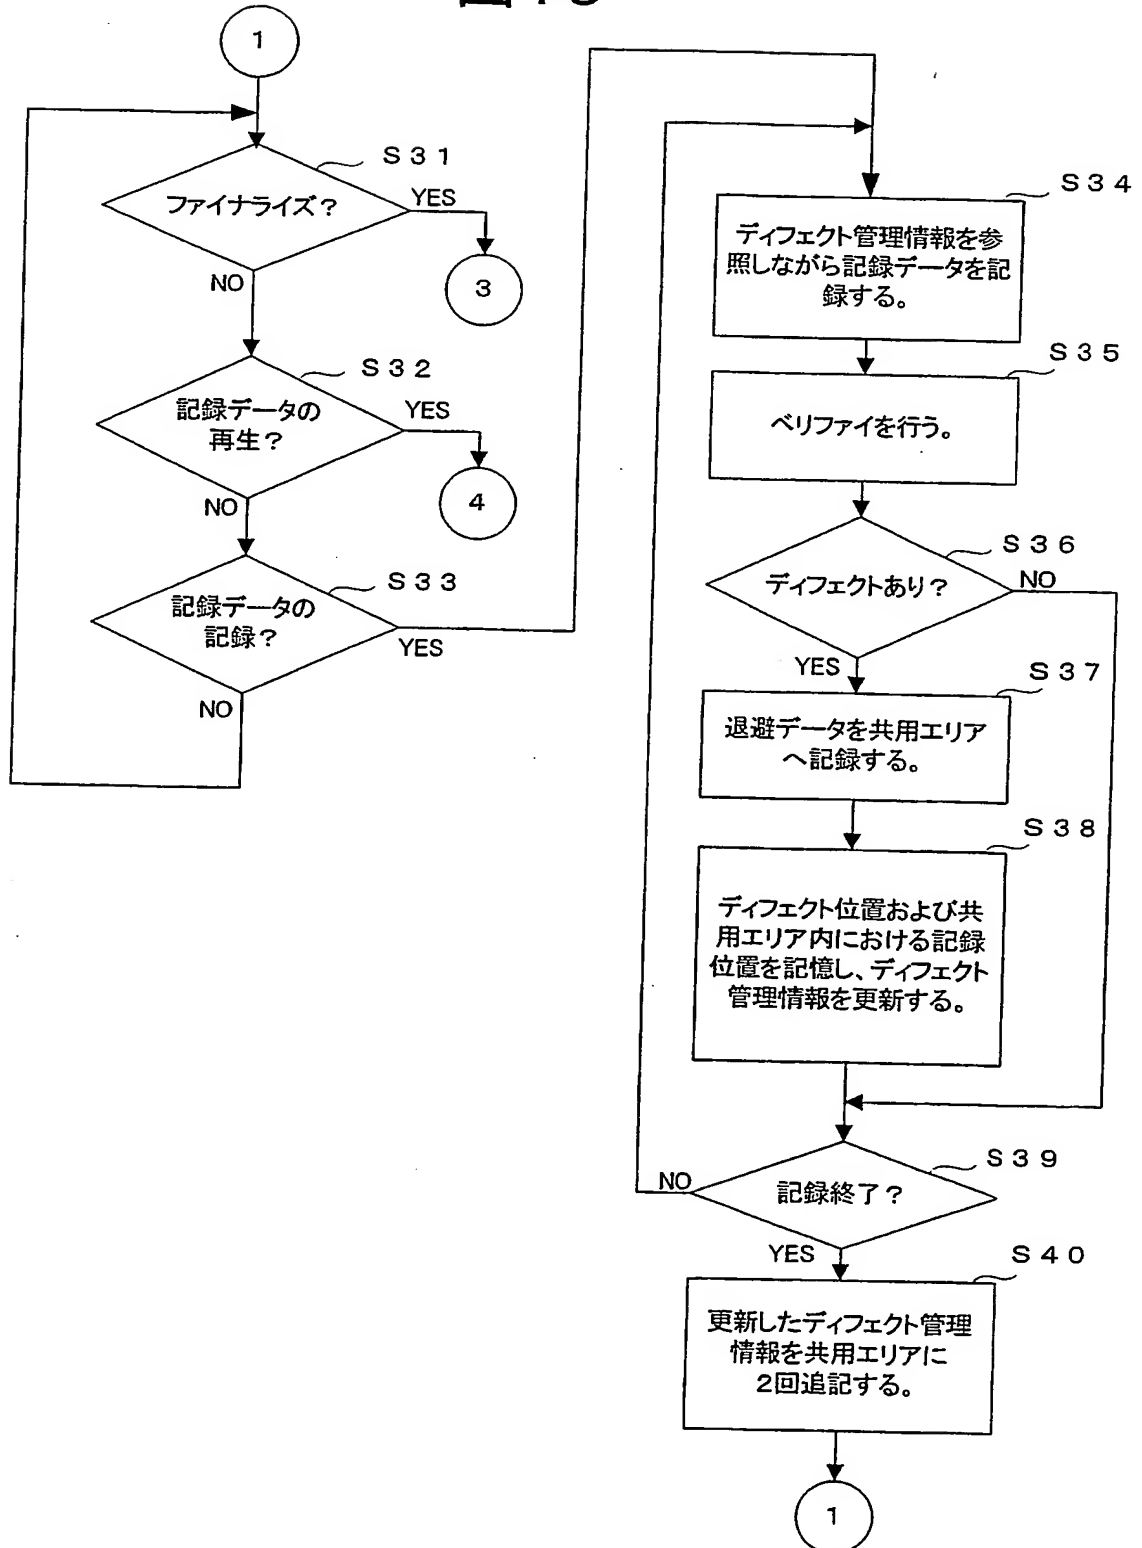 1
S31
ファイナライズ?
YES
3
NO
S32
記録データの
再生?
YES
4
NO
S33
記録データの
記録?
YES
NO
S34
ディフェクト管理情報を参
照しながら記録データを記
録する。
S35
ベリファイを行う。
S36
ディフェクトあり?
NO
YES
S37
退避データを共用エリア
へ記録する。
S38
ディフェクト位置および共
用エリア内における記録
位置を記憶し、ディフェクト
管理情報を更新する。
S39
NO
記録終了?
YES
S40
更新したディフェクト管理
情報を共用エリアに
2回追記する。
1